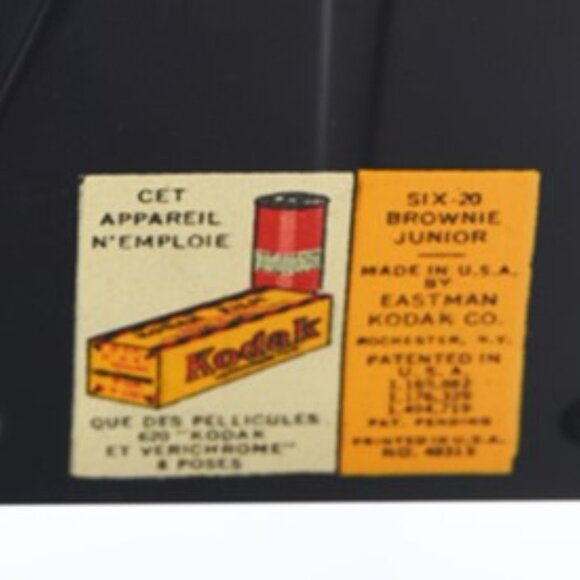 CET
APPAREIL
N'EMPLOIE
Kodak
QUE DES PELLICULES
620 "KODAK
ET VERICHROME"
8 POSES
SIX-20
BROWNIE
JUNIOR
MADE IN U.S.A.
BY
EASTMAN
KODAK CO.
ROCHESTER, N.Y.
PATENTED IN
U.S.A.
PAT. PENDING
PRINTED IN U.S.A.